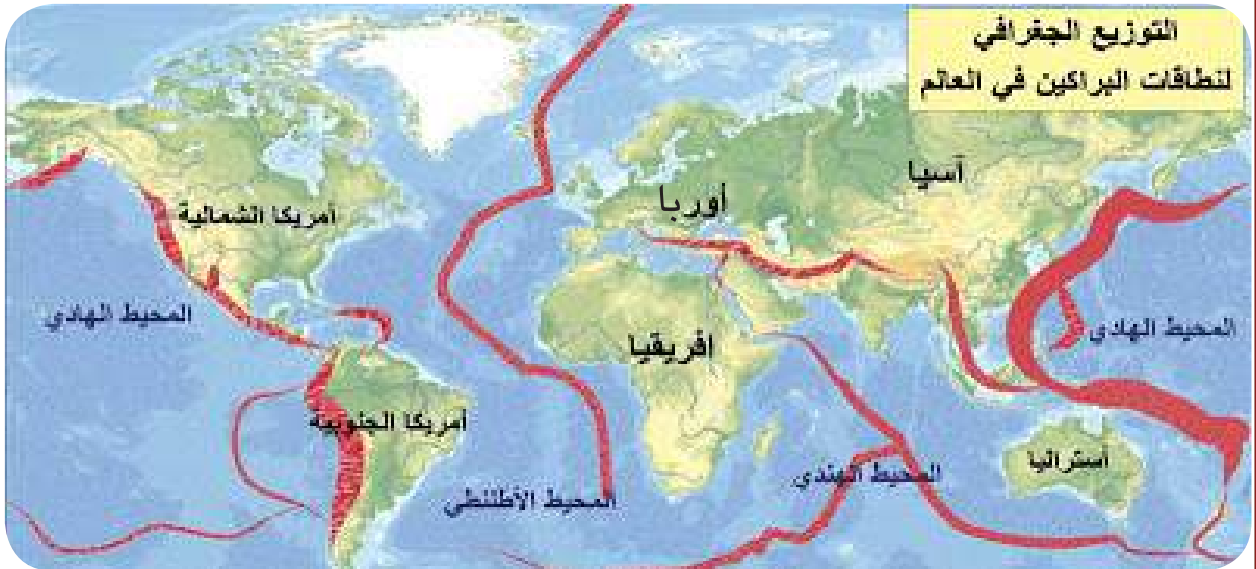 التوزيع الجغرافي
لنطاقات البراكين في العالم
آسيا
أوربا
أمريكا الشمالية
المحيط الهادي
المحيط الهادي
افريقيا
أمريكا الجنوبية
أستراليا
المحيط الهندي
المحيط الأطلنطي